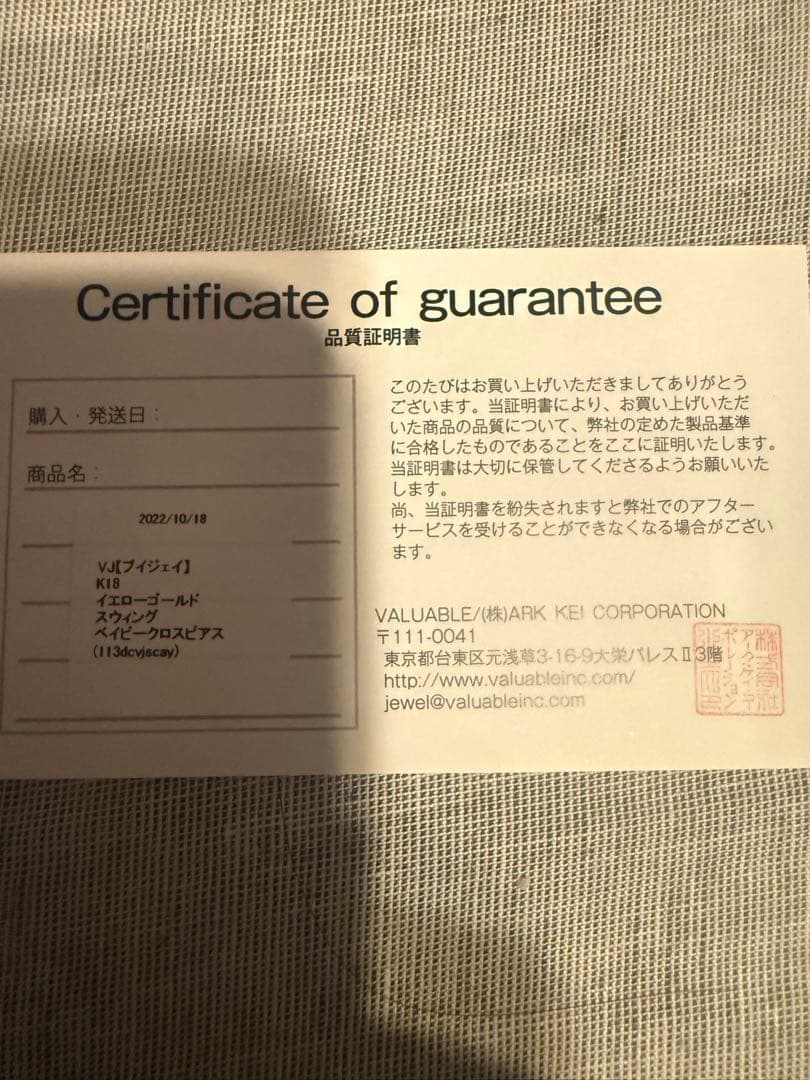 Certificate of guarantee
品質証明書
購入・発送日：
商品名：
2022/10/18
VJ【ブイジェイ】
K18
イエローゴールド
スウィング
ベイビークロスピアス
(113dcvjscay)
このたびはお買い上げいただきましてありがとう
ございます。当証明書により、お買い上げいただ
いた商品の品質について、弊社の定めた製品基準
に合格したものであることをここに証明いたします。
当証明書は大切に保管してくださるようお願いいた
します。
尚、当証明書を紛失されますと弊社でのアフター
サービスを受けることができなくなる場合がござい
ます。
VALUABLE/(株)ARK KEI CORPORATION
〒111-0041
東京都台東区元浅草3-16-9大栄パレスⅡ3階
http://www.valuableinc.com/
jewel@valuableinc.com